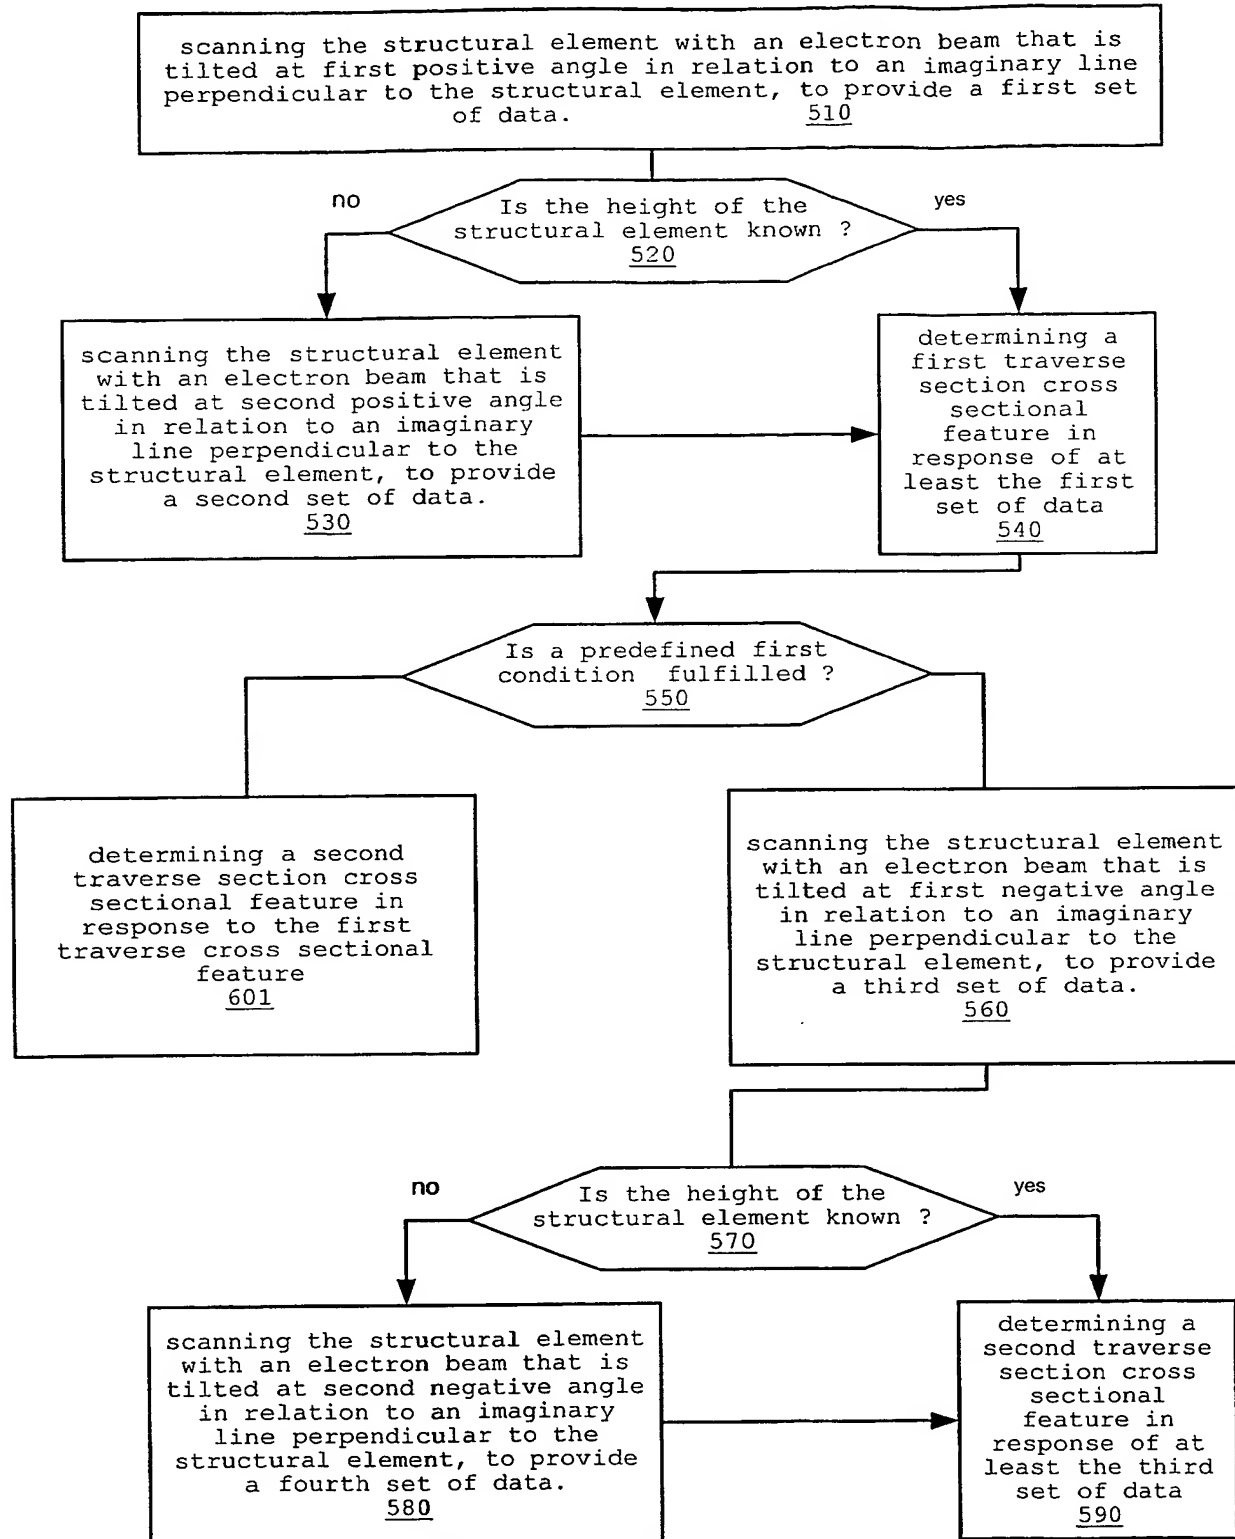 scanning the structural element with an electron beam that is
tilted at first positive angle in relation to an imaginary line
perpendicular to the structural element, to provide a first set
of data. 510
no
yes
Is the height of the
structural element known ?
520
scanning the structural element
with an electron beam that is
tilted at second positive angle
in relation to an imaginary
line perpendicular to the
structural element, to provide
a second set of data.
530
determining a
first traverse
section cross
sectional
feature in
response of at
least the first
set of data
540
Is a predefined first
condition fulfilled ?
550
determining a second
traverse section cross
sectional feature in
response to the first
traverse cross sectional
feature
601
scanning the structural element
with an electron beam that is
tilted at first negative angle
in relation to an imaginary
line perpendicular to the
structural element, to provide
a third set of data.
560
no
yes
Is the height of the
structural element known ?
570
scanning the structural element
with an electron beam that is
tilted at second negative angle
in relation to an imaginary
line perpendicular to the
structural element, to provide
a fourth set of data.
580
determining a
second traverse
section cross
sectional
feature in
response of at
least the third
set of data
590